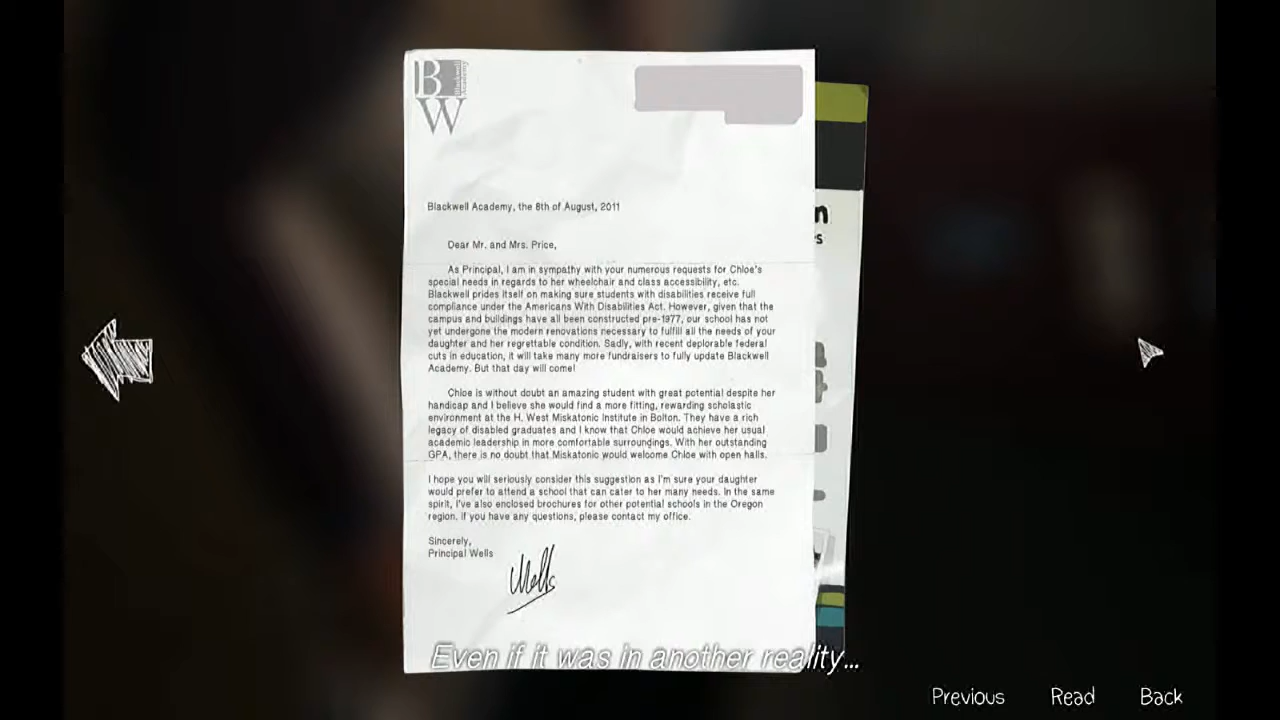 B
Blackwell
Academy
W
Blackwell Academy, the 8th of August, 2011
Dear Mr. and Mrs. Price,
As Principal, I am in sympathy with your numerous requests for Chloe's
special needs in regards to her wheelchair and class accessibility, etc.
Blackwell prides itself on making sure students with disabilities receive full
compliance under the Americans With Disabilities Act. However, given that the
campus and buildings have all been constructed pre-1977, our school has not
yet undergone the modern renovations necessary to fulfill all the needs of your
daughter and her regrettable condition. Sadly, with recent deplorable federal
cuts in education, it will take many more fundraisers to fully update Blackwell
Academy. But that day will come!
Chloe is without doubt an amazing student with great potential despite her
handicap and I believe she would find a more fitting, rewarding scholastic
environment at the H. West Miskatonic Institute in Bolton. They have a rich
legacy of disabled graduates and I know that Chloe would achieve her usual
academic leadership in more comfortable surroundings. With her outstanding
GPA, there is no doubt that Miskatonic would welcome Chloe with open halls.
I hope you will seriously consider this suggestion as I'm sure your daughter
would prefer to attend a school that can cater to her many needs. In the same
spirit, I've also enclosed brochures for other potential schools in the Oregon
region. If you have any questions, please contact my office.
Sincerely,
Principal Wells
Wells
n
s
Even if it was in another reality...
Previous Read Back